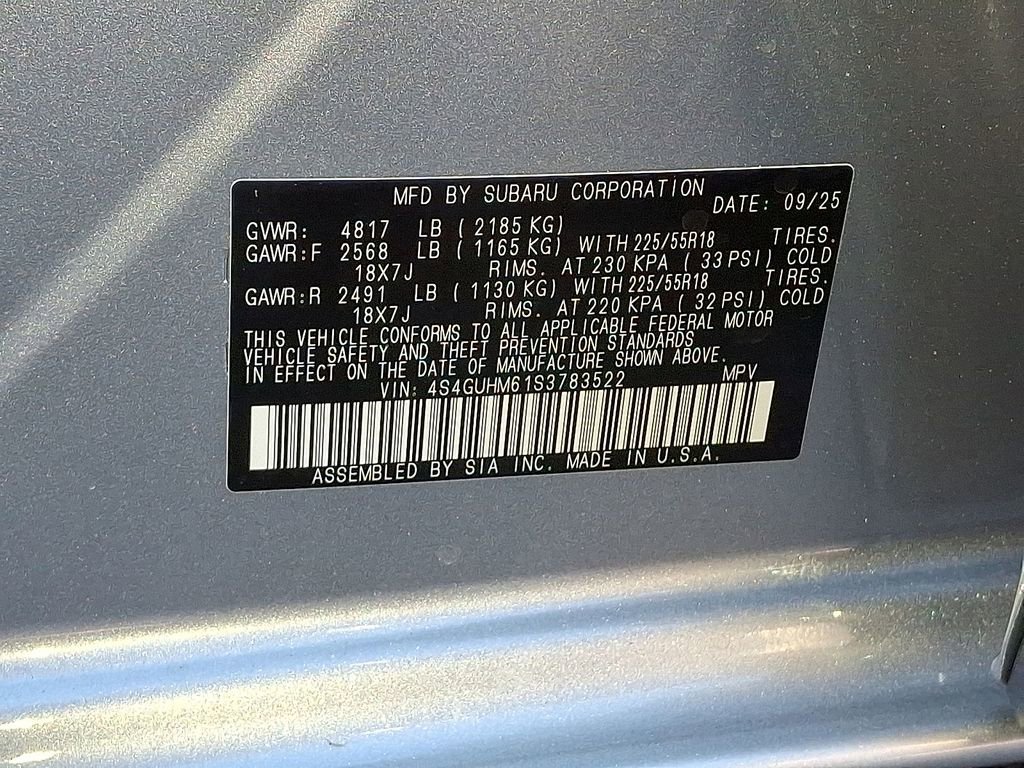 MFD BY SUBARU CORPORATION DATE: 09/25
GVWR: 4817 LB ( 2185 KG)
GAWR:F 2568 LB ( 1165 KG) WITH 225/55R18 TIRES.
18X7J RIMS. AT 230 KPA ( 33 PSI) COLD
GAWR:R 2491 LB ( 1130 KG) WITH 225/55R18 TIRES.
18X7J RIMS. AT 220 KPA ( 32 PSI) COLD
THIS VEHICLE CONFORMS TO ALL APPLICABLE FEDERAL MOTOR
VEHICLE SAFETY AND THEFT PREVENTION STANDARDS
IN EFFECT ON THE DATE OF MANUFACTURE SHOWN ABOVE.
VIN: 4S4GUHM61S3783522 MPV
ASSEMBLED BY SIA INC. MADE IN U.S.A.